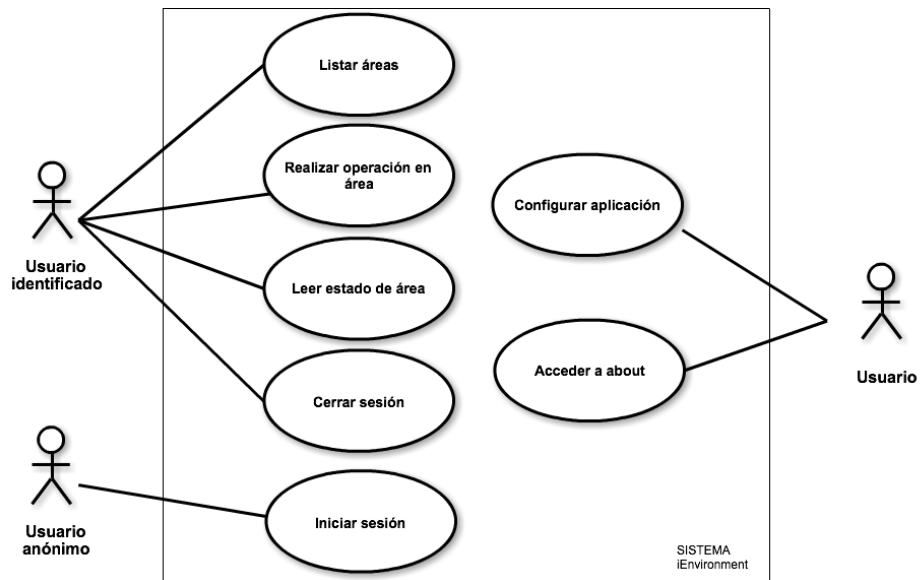 Listar áreas
Realizar operación en
área
Leer estado de área
Cerrar sesión
Iniciar sesión
Configurar aplicación
Acceder a about
Usuario
identificado
Usuario
anónimo
Usuario
SISTEMA
iEnvironment